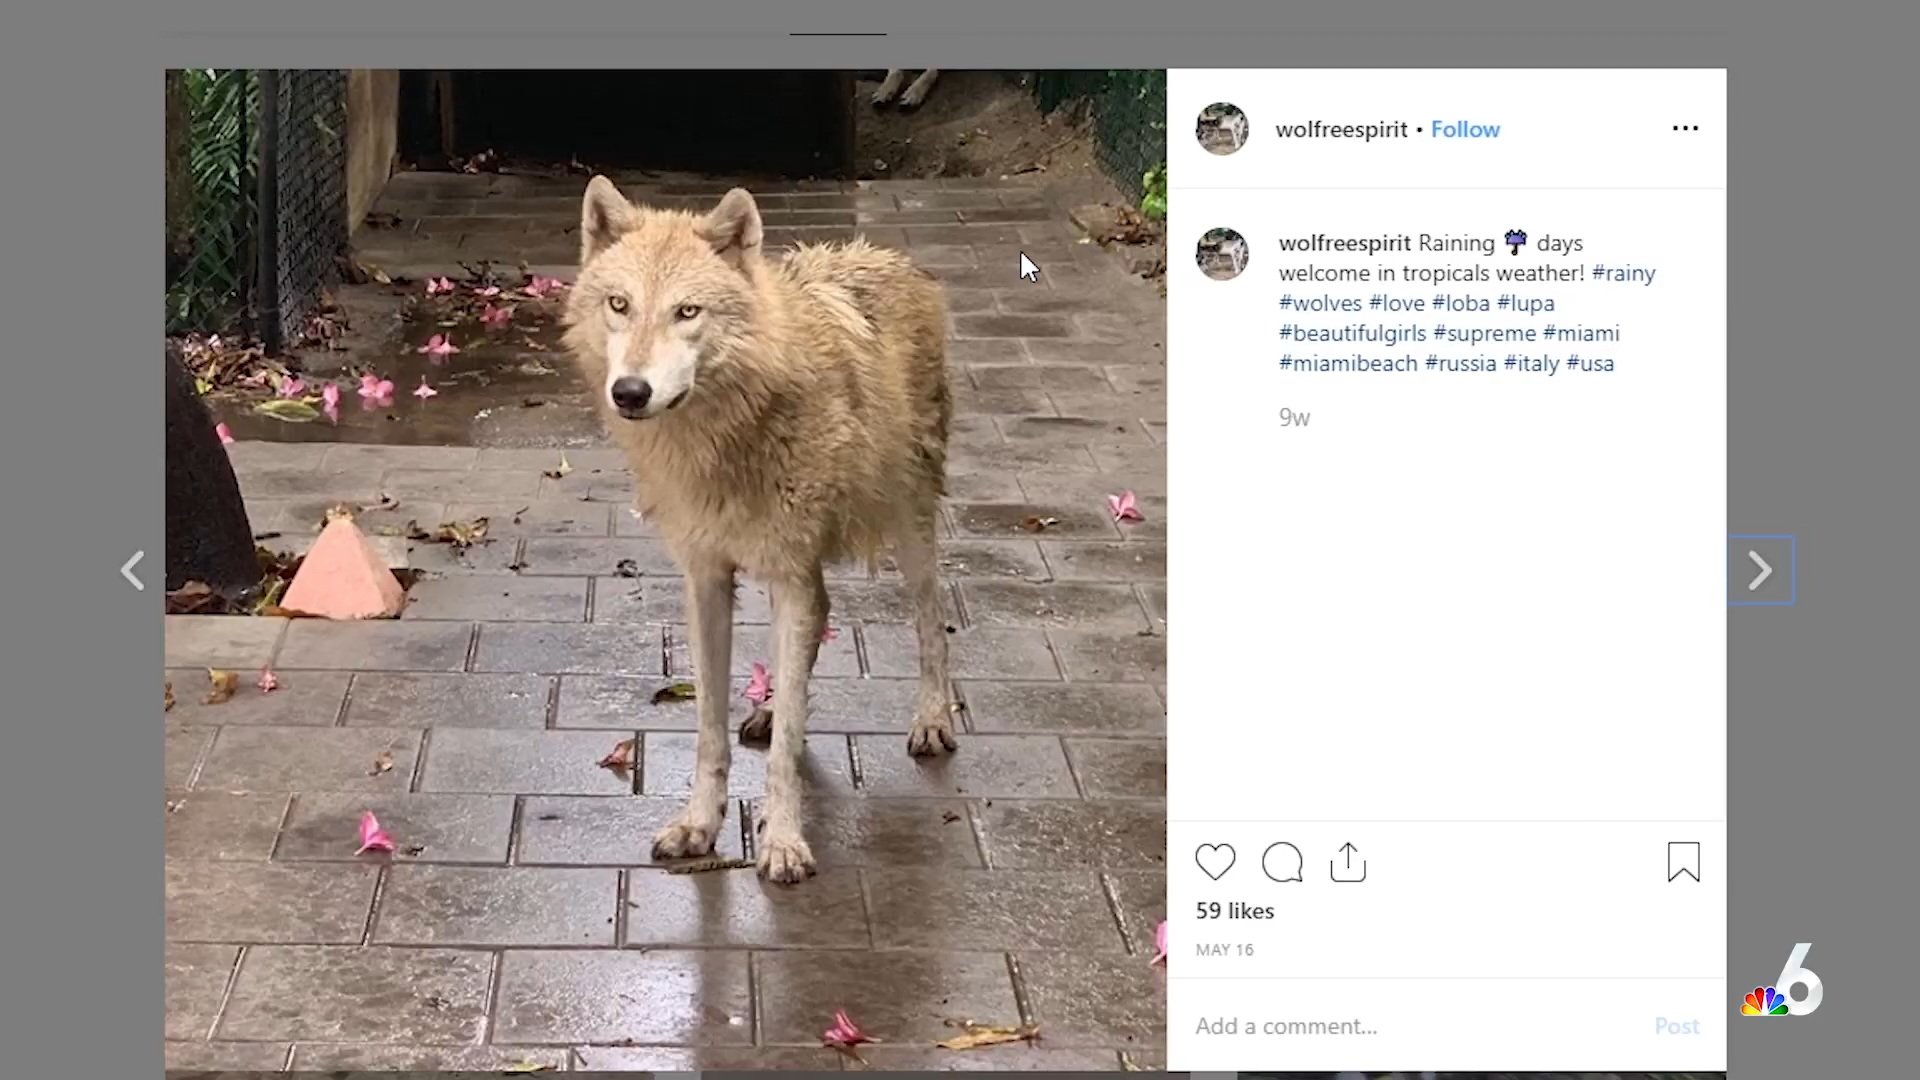 wolfreespirit • Follow
wolfreespirit Raining ☔ days
welcome in tropicals weather! #rainy
#wolves #love #loba #lupa
#beautifulgirls #supreme #miami
#miamibeach #russia #italy #usa
9w
59 likes
MAY 16
Add a comment... Post
6